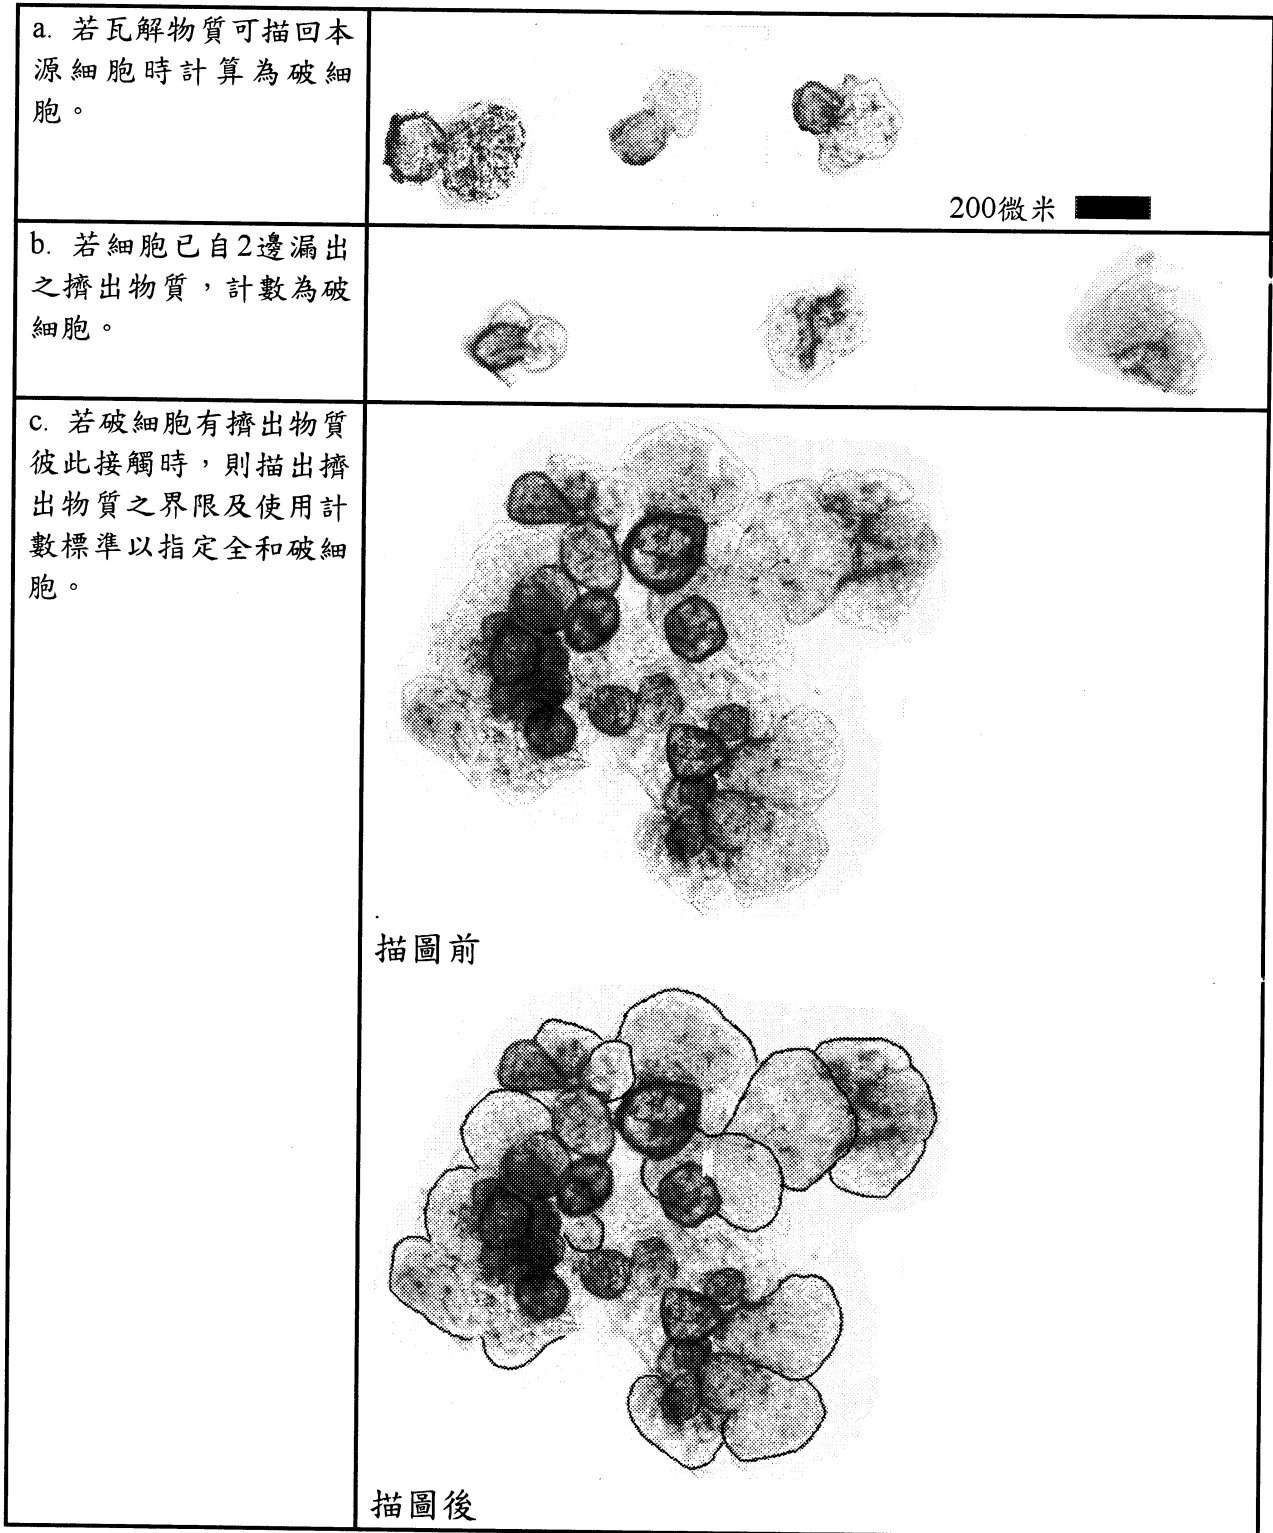 a. 若瓦解物質可描回本
源細胞時計算為破細
胞。
200微米
b. 若細胞已自2邊漏出
之擠出物質，計數為破
細胞。
c. 若破細胞有擠出物質
彼此接觸時，則描出擠
出物質之界限及使用計
數標準以指定全和破細
胞。
描圖前
描圖後